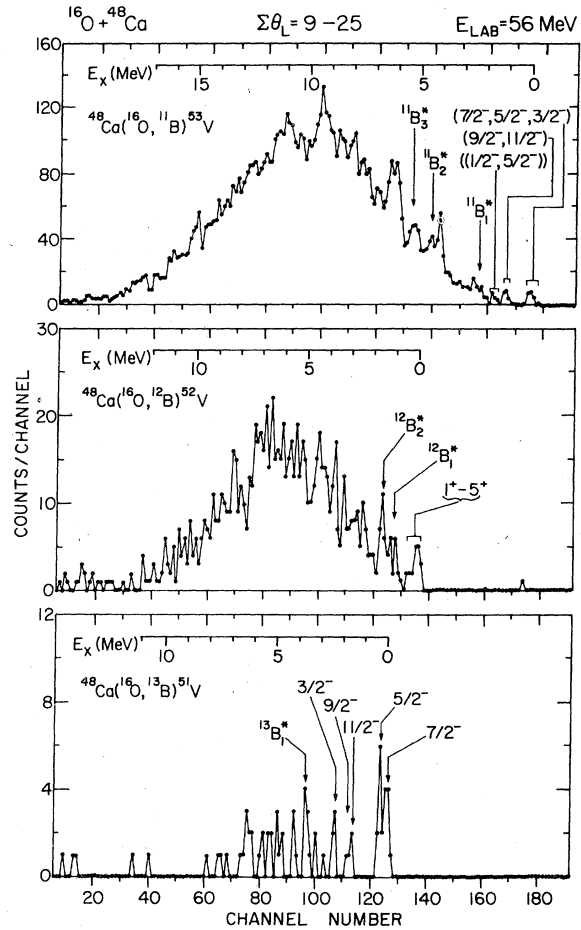 ¹⁶O + ⁴⁸Ca ΣθL = 9 – 25 ELAB = 56 MeV
160
Ex (MeV) 15 10 5 0
⁴⁸Ca(¹⁶O, ¹¹B)⁵³V
120
¹¹B₃*
(7/2⁻, 5/2⁻, 3/2⁻)
(9/2⁻, 11/2⁻)
¹¹B₂*
((1/2⁻, 5/2⁻))
80
¹¹B₁*
40
0
30
Ex (MeV) 10 5 0
⁴⁸Ca(¹⁶O, ¹²B)⁵²V
20
¹²B₂*
¹²B₁*
1⁺ – 5⁺
10
0
COUNTS/CHANNEL
12
Ex (MeV) 10 5 0
⁴⁸Ca(¹⁶O, ¹³B)⁵¹V
8
3/2⁻
9/2⁻
5/2⁻
¹³B₁*
11/2⁻
7/2⁻
4
0
20 40 60 80 100 120 140 160 180
CHANNEL NUMBER